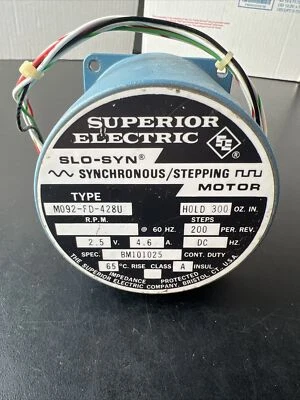 SUPERIOR
ELECTRIC SE
SLO-SYN®
SYNCHRONOUS/STEPPING
MOTOR
TYPE
M092-FD-428U HOLD 300 OZ. IN.
R.P.M. STEPS
@ 60 HZ. 200 PER. REV.
2.5 V. 4.6 A. DC HZ
SPEC. BM101025 CONT. DUTY
65 °C. RISE CLASS A INSUL.
IMPEDANCE PROTECTED
THE SUPERIOR ELECTRIC COMPANY, BRISTOL, CT. U.S.A.